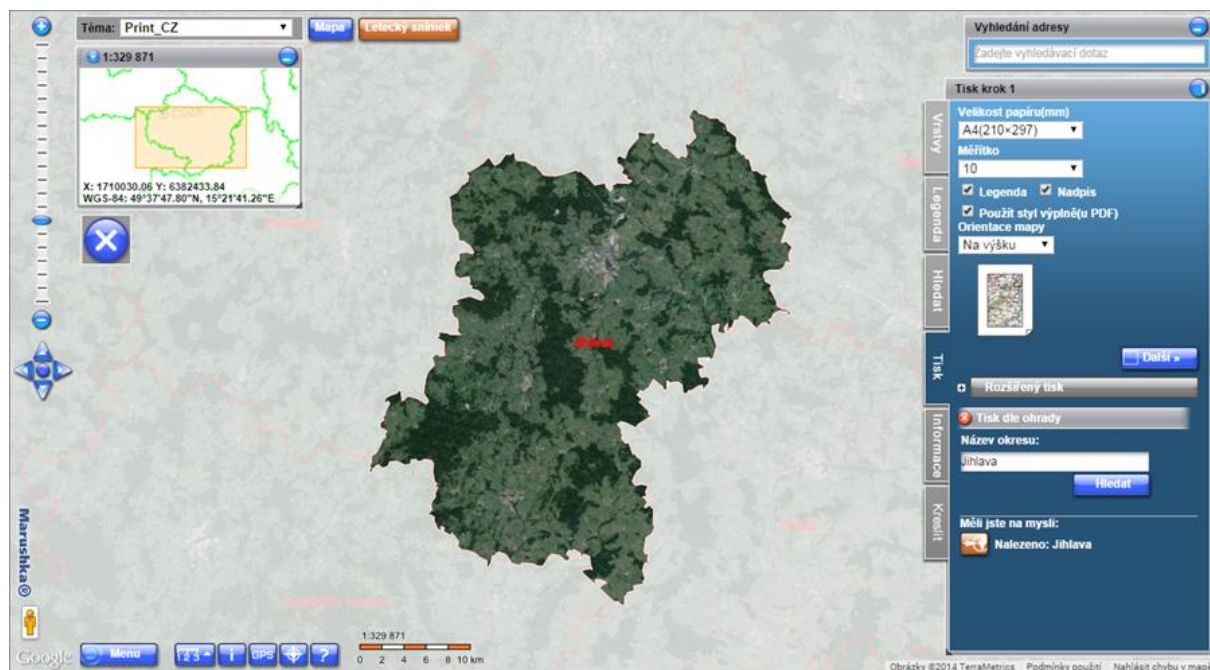 Téma: Print_CZ
Mapa
Letecký snímek
1:329 871
© ČÚZK
X: 1710030.06 Y: 6382433.84
WGS-84: 49°37'47.80"N, 15°21'41.26"E
Jihlava
Vyhledání adresy
Zadejte vyhledávací dotaz
Tisk krok 1
Velikost papíru(mm)
A4(210×297)
Měřítko
10
Legenda
Nadpis
Použít styl výplně(u PDF)
Orientace mapy
Na výšku
Další »
Rozšířený tisk
Tisk dle ohrady
Název okresu:
Jihlava
Hledat
Měli jste na mysli:
Nalezeno: Jihlava
Vrstvy
Legenda
Hledat
Tisk
Informace
Kreslit
Marushka®
Google
Menu
1 2 3
i
GPS
?
1:329 871
0 2 4 6 8 10 km
Obrázky ©2014 TerraMetrics
Podmínky použití
Nahlásit chybu v mapě